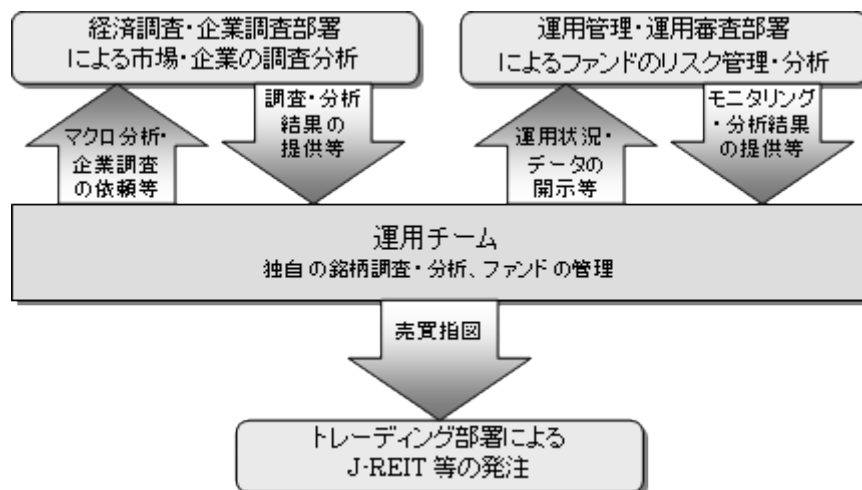 経済調査・企業調査部署
による市場・企業の調査分析
運用管理・運用審査部署
によるファンドのリスク管理・分析
マクロ分析・
企業調査
の依頼等
調査・分析
結果の
提供等
運用状況・
データの
開示等
モニタリング
・分析結果
の提供等
運用チーム
独自の銘柄調査・分析、ファンドの管理
売買指図
トレーディング部署による
J-REIT 等の発注